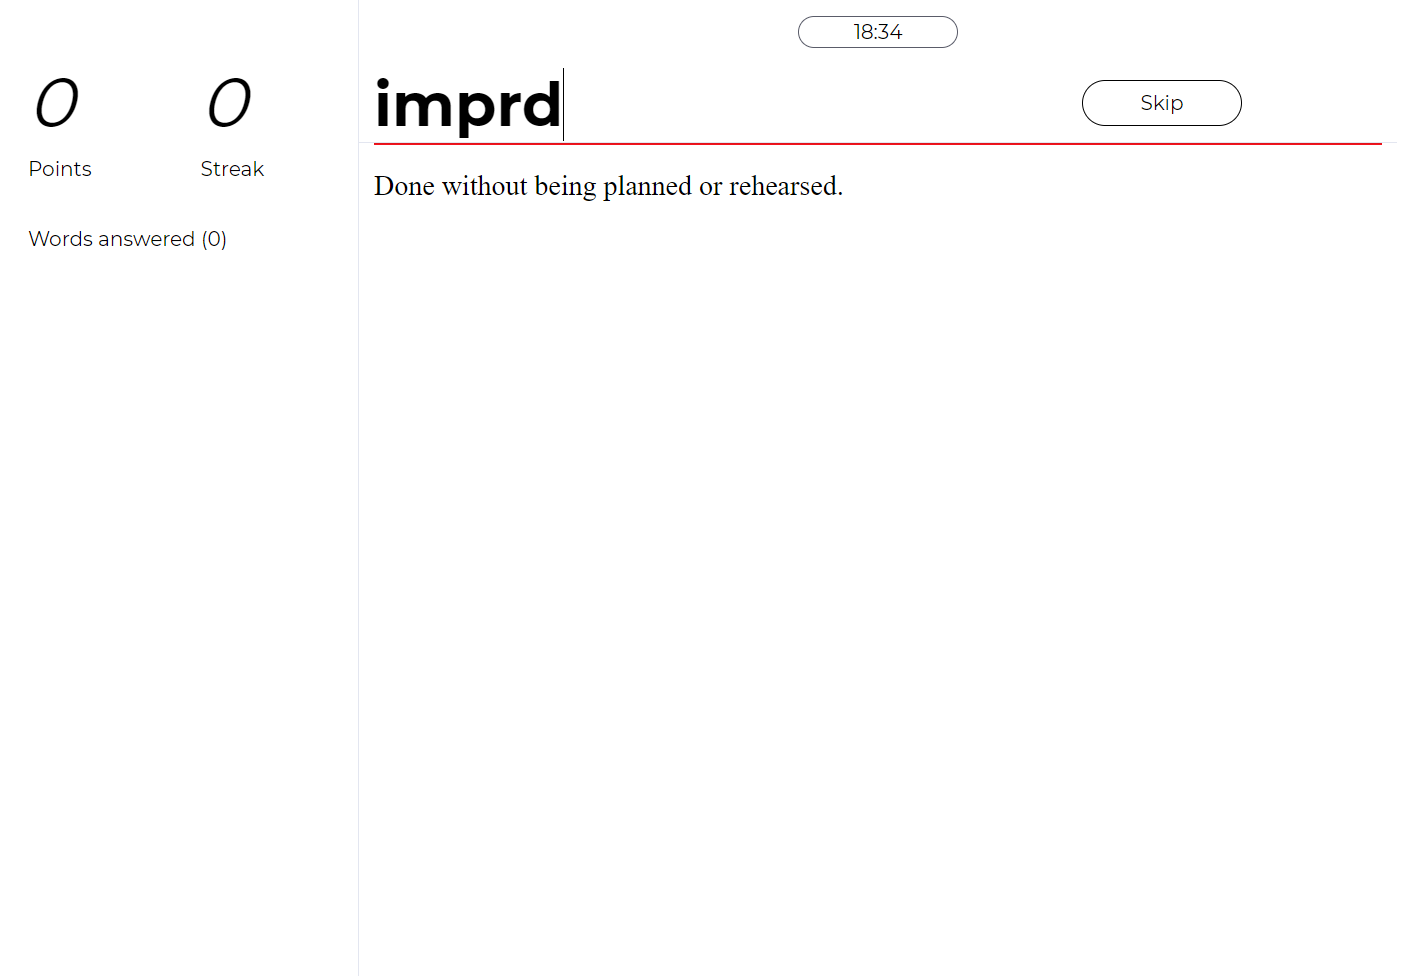 18:34
0
0
Points
Streak
Words answered (0)
imprd
Skip
Done without being planned or rehearsed.